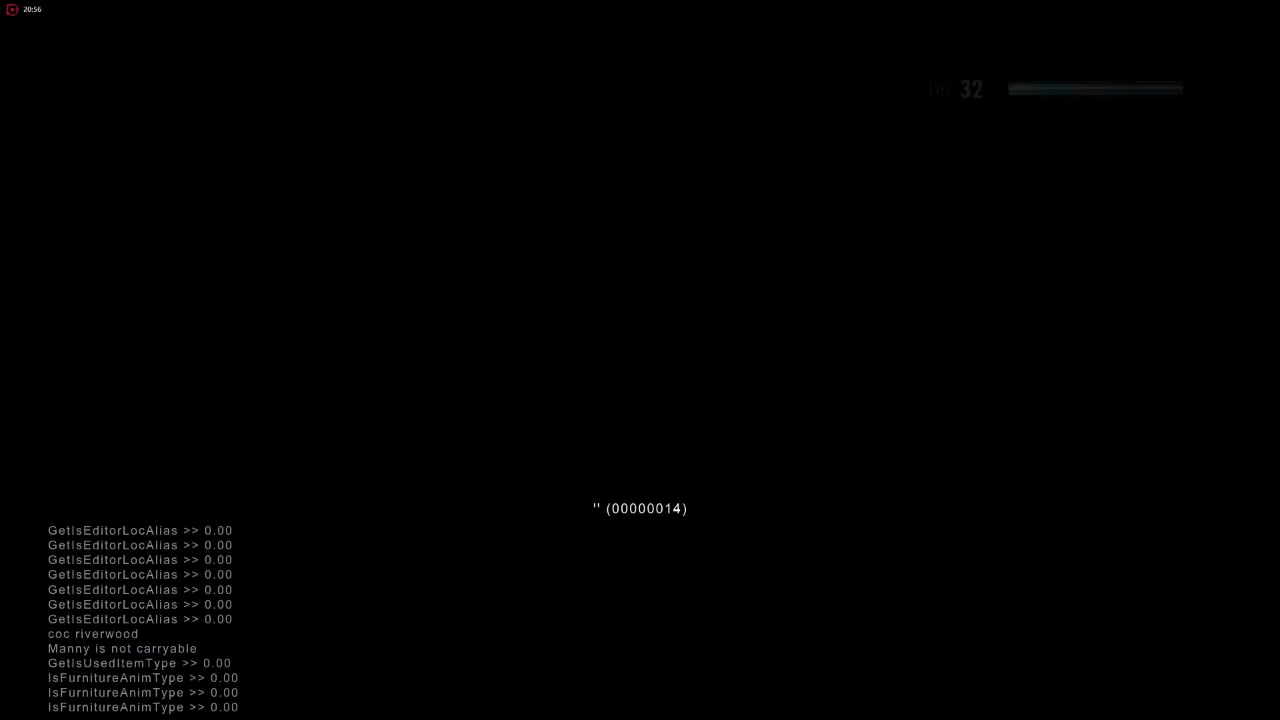 20:56
LEVEL 32
'' (00000014)
GetIsEditorLocAlias >> 0.00
GetIsEditorLocAlias >> 0.00
GetIsEditorLocAlias >> 0.00
GetIsEditorLocAlias >> 0.00
GetIsEditorLocAlias >> 0.00
GetIsEditorLocAlias >> 0.00
GetIsEditorLocAlias >> 0.00
coc riverwood
Manny is not carryable
GetIsUsedItemType >> 0.00
IsFurnitureAnimType >> 0.00
IsFurnitureAnimType >> 0.00
IsFurnitureAnimType >> 0.00